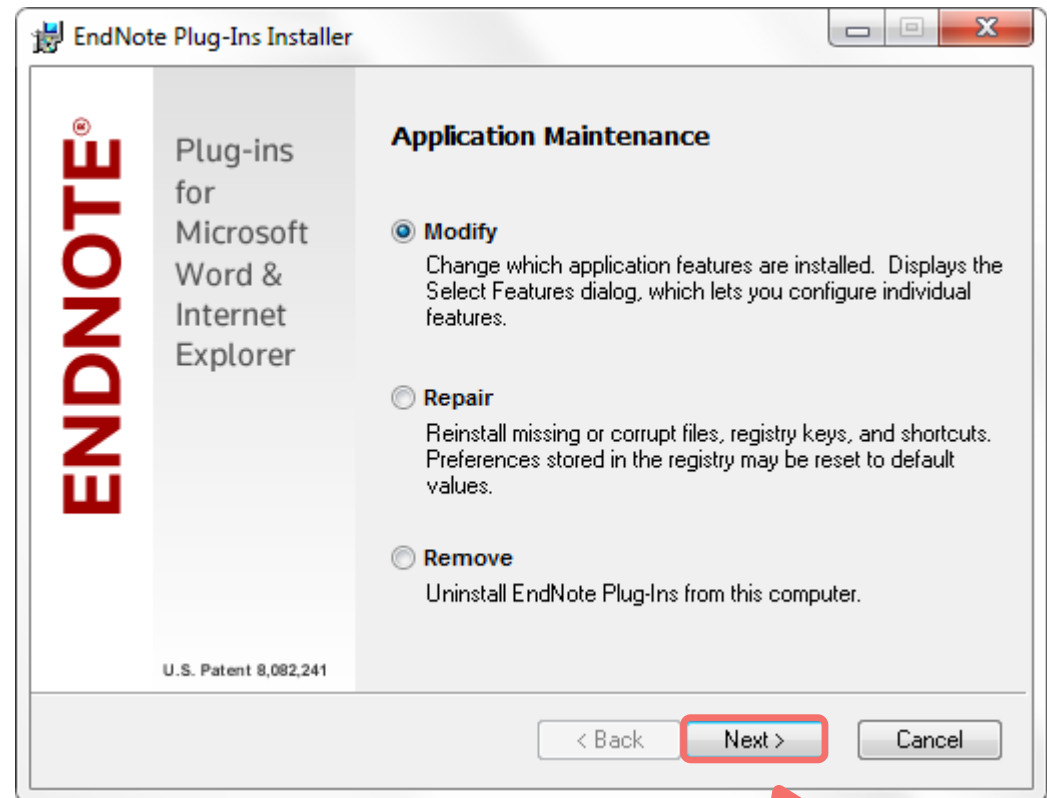 EndNote Plug-Ins Installer
ENDNOTE®
Plug-ins
for
Microsoft
Word &
Internet
Explorer
U.S. Patent 8,082,241
Application Maintenance
Modify
Change which application features are installed. Displays the
Select Features dialog, which lets you configure individual
features.
Repair
Reinstall missing or corrupt files, registry keys, and shortcuts.
Preferences stored in the registry may be reset to default
values.
Remove
Uninstall EndNote Plug-Ins from this computer.
< Back Next > Cancel